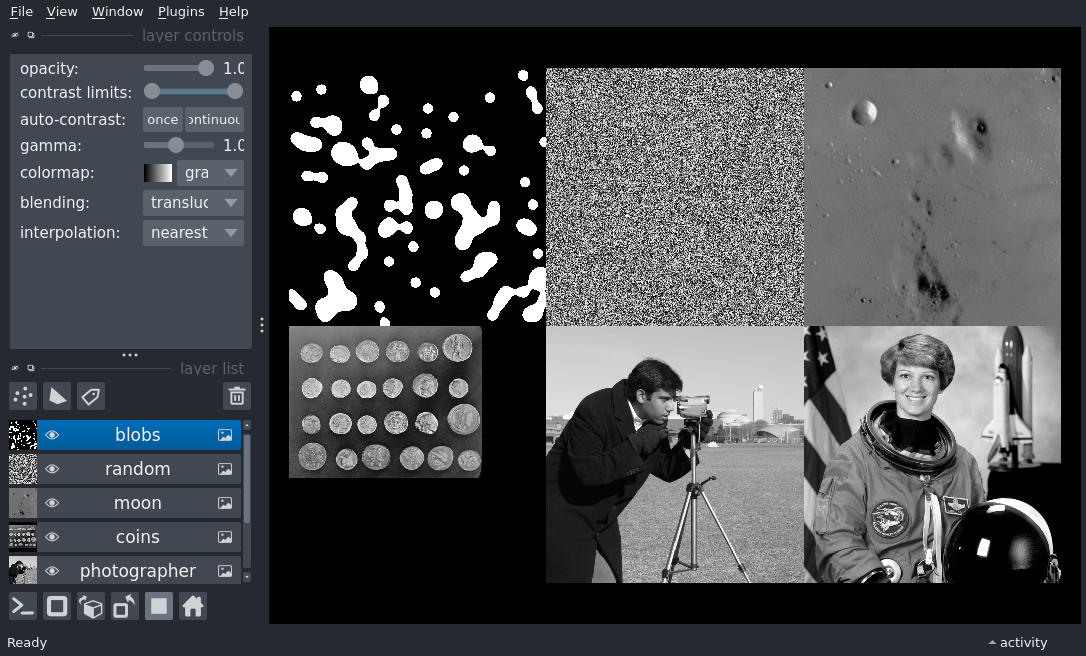 File View Window Plugins Help
layer controls
opacity: 1.0
contrast limits:
auto-contrast: once ontinuou
gamma: 1.0
colormap: gra
blending: transluc
interpolation: nearest
layer list
blobs
random
moon
coins
photographer
Ready
activity